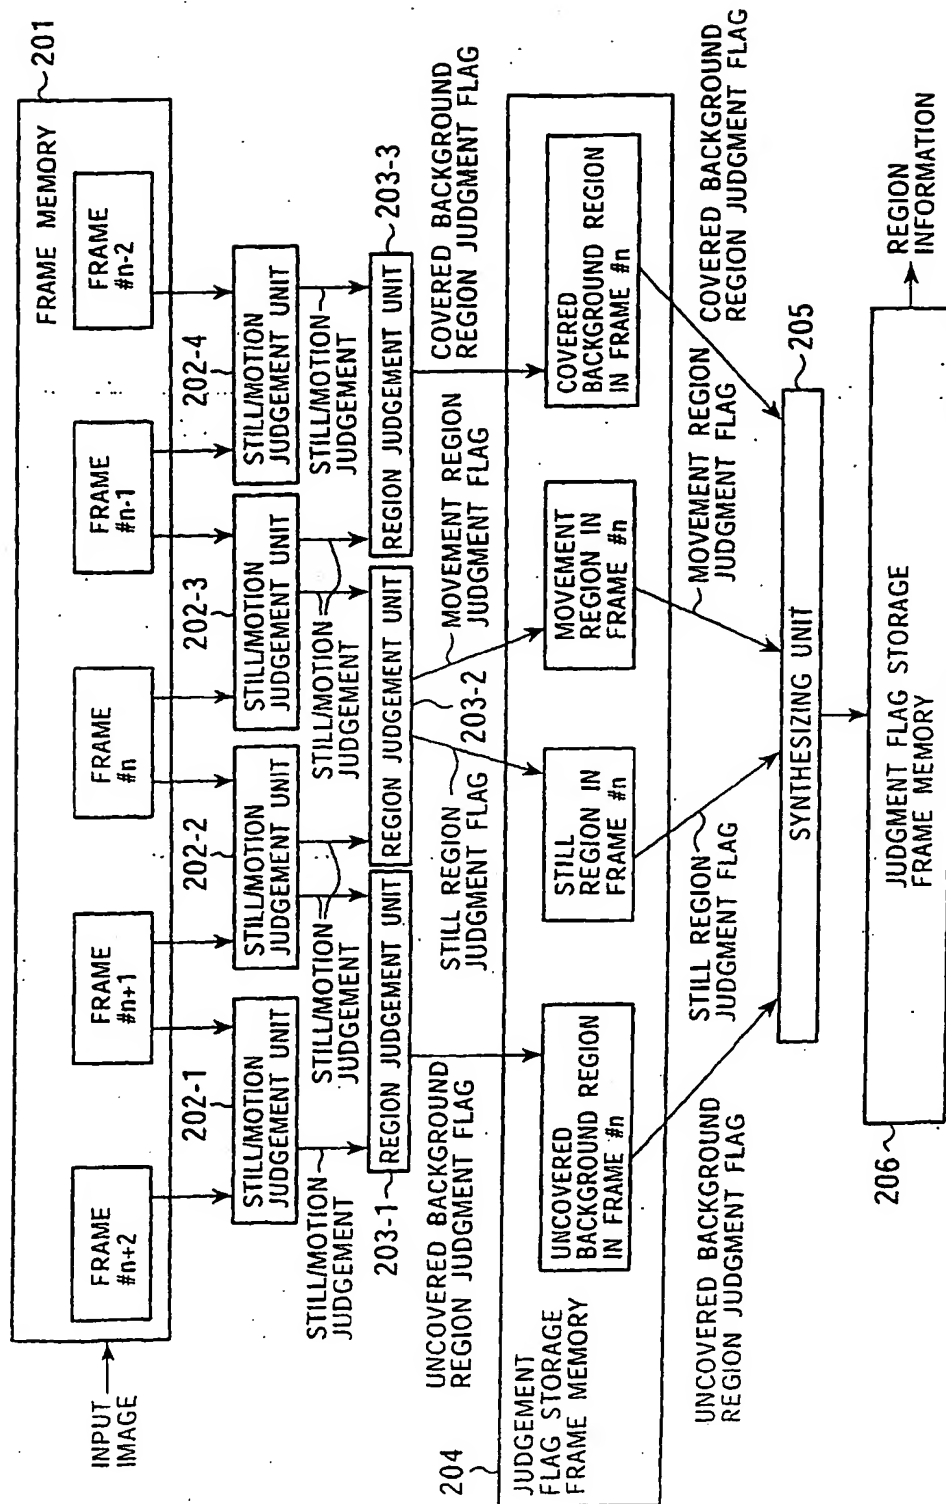 INPUT
IMAGE
FRAME MEMORY
201
FRAME
#n+2
FRAME
#n+1
FRAME
#n
FRAME
#n-1
FRAME
#n-2
202-1
202-2
202-3
202-4
STILL/MOTION
JUDGEMENT UNIT
STILL/MOTION
JUDGEMENT UNIT
STILL/MOTION
JUDGEMENT UNIT
STILL/MOTION
JUDGEMENT UNIT
STILL/MOTION
JUDGEMENT
STILL/MOTION
JUDGEMENT
STILL/MOTION
JUDGEMENT
STILL/MOTION
JUDGEMENT
203-1
REGION JUDGEMENT UNIT
REGION JUDGEMENT UNIT
REGION JUDGEMENT UNIT
203-3
203-2
UNCOVERED BACKGROUND
REGION JUDGMENT FLAG
STILL REGION
JUDGMENT FLAG
MOVEMENT REGION
JUDGMENT FLAG
COVERED BACKGROUND
REGION JUDGMENT FLAG
204
JUDGEMENT
FLAG STORAGE
FRAME MEMORY
UNCOVERED
BACKGROUND REGION
IN FRAME #n
STILL
REGION IN
FRAME #n
MOVEMENT
REGION IN
FRAME #n
COVERED
BACKGROUND REGION
IN FRAME #n
UNCOVERED BACKGROUND
REGION JUDGMENT FLAG
STILL REGION
JUDGMENT FLAG
MOVEMENT REGION
JUDGMENT FLAG
COVERED BACKGROUND
REGION JUDGMENT FLAG
SYNTHESIZING UNIT
205
206
JUDGMENT FLAG STORAGE
FRAME MEMORY
REGION
INFORMATION